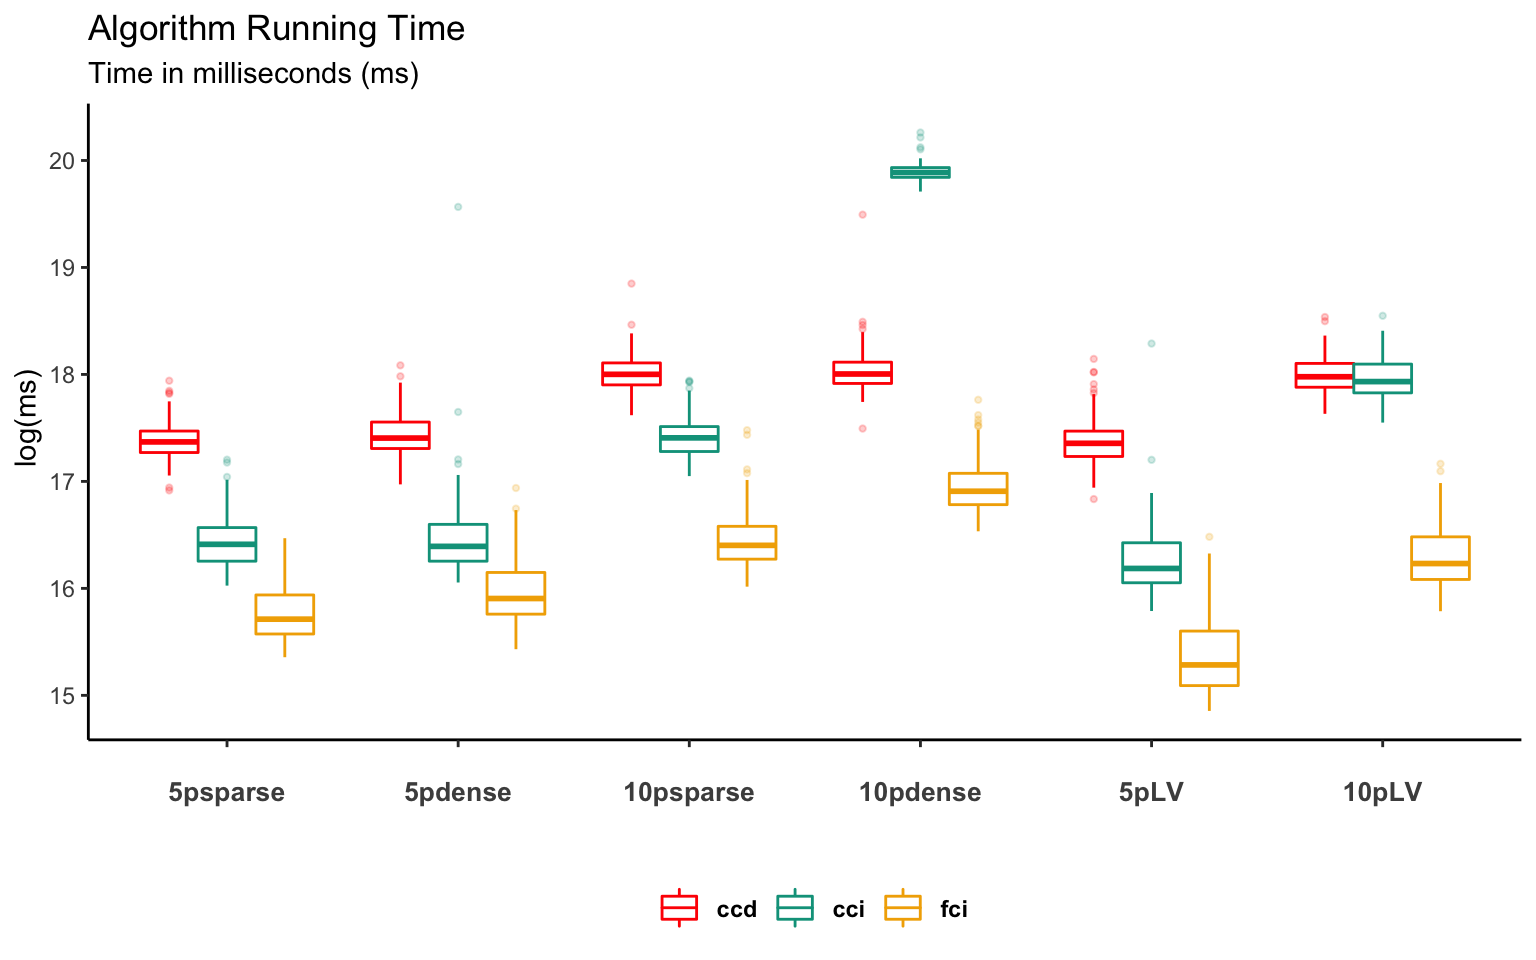 Algorithm Running Time
Time in milliseconds (ms)
log(ms)
20
19
18
17
16
15
5psparse 5pdense 10psparse 10pdense 5pLV 10pLV
ccd cci fci